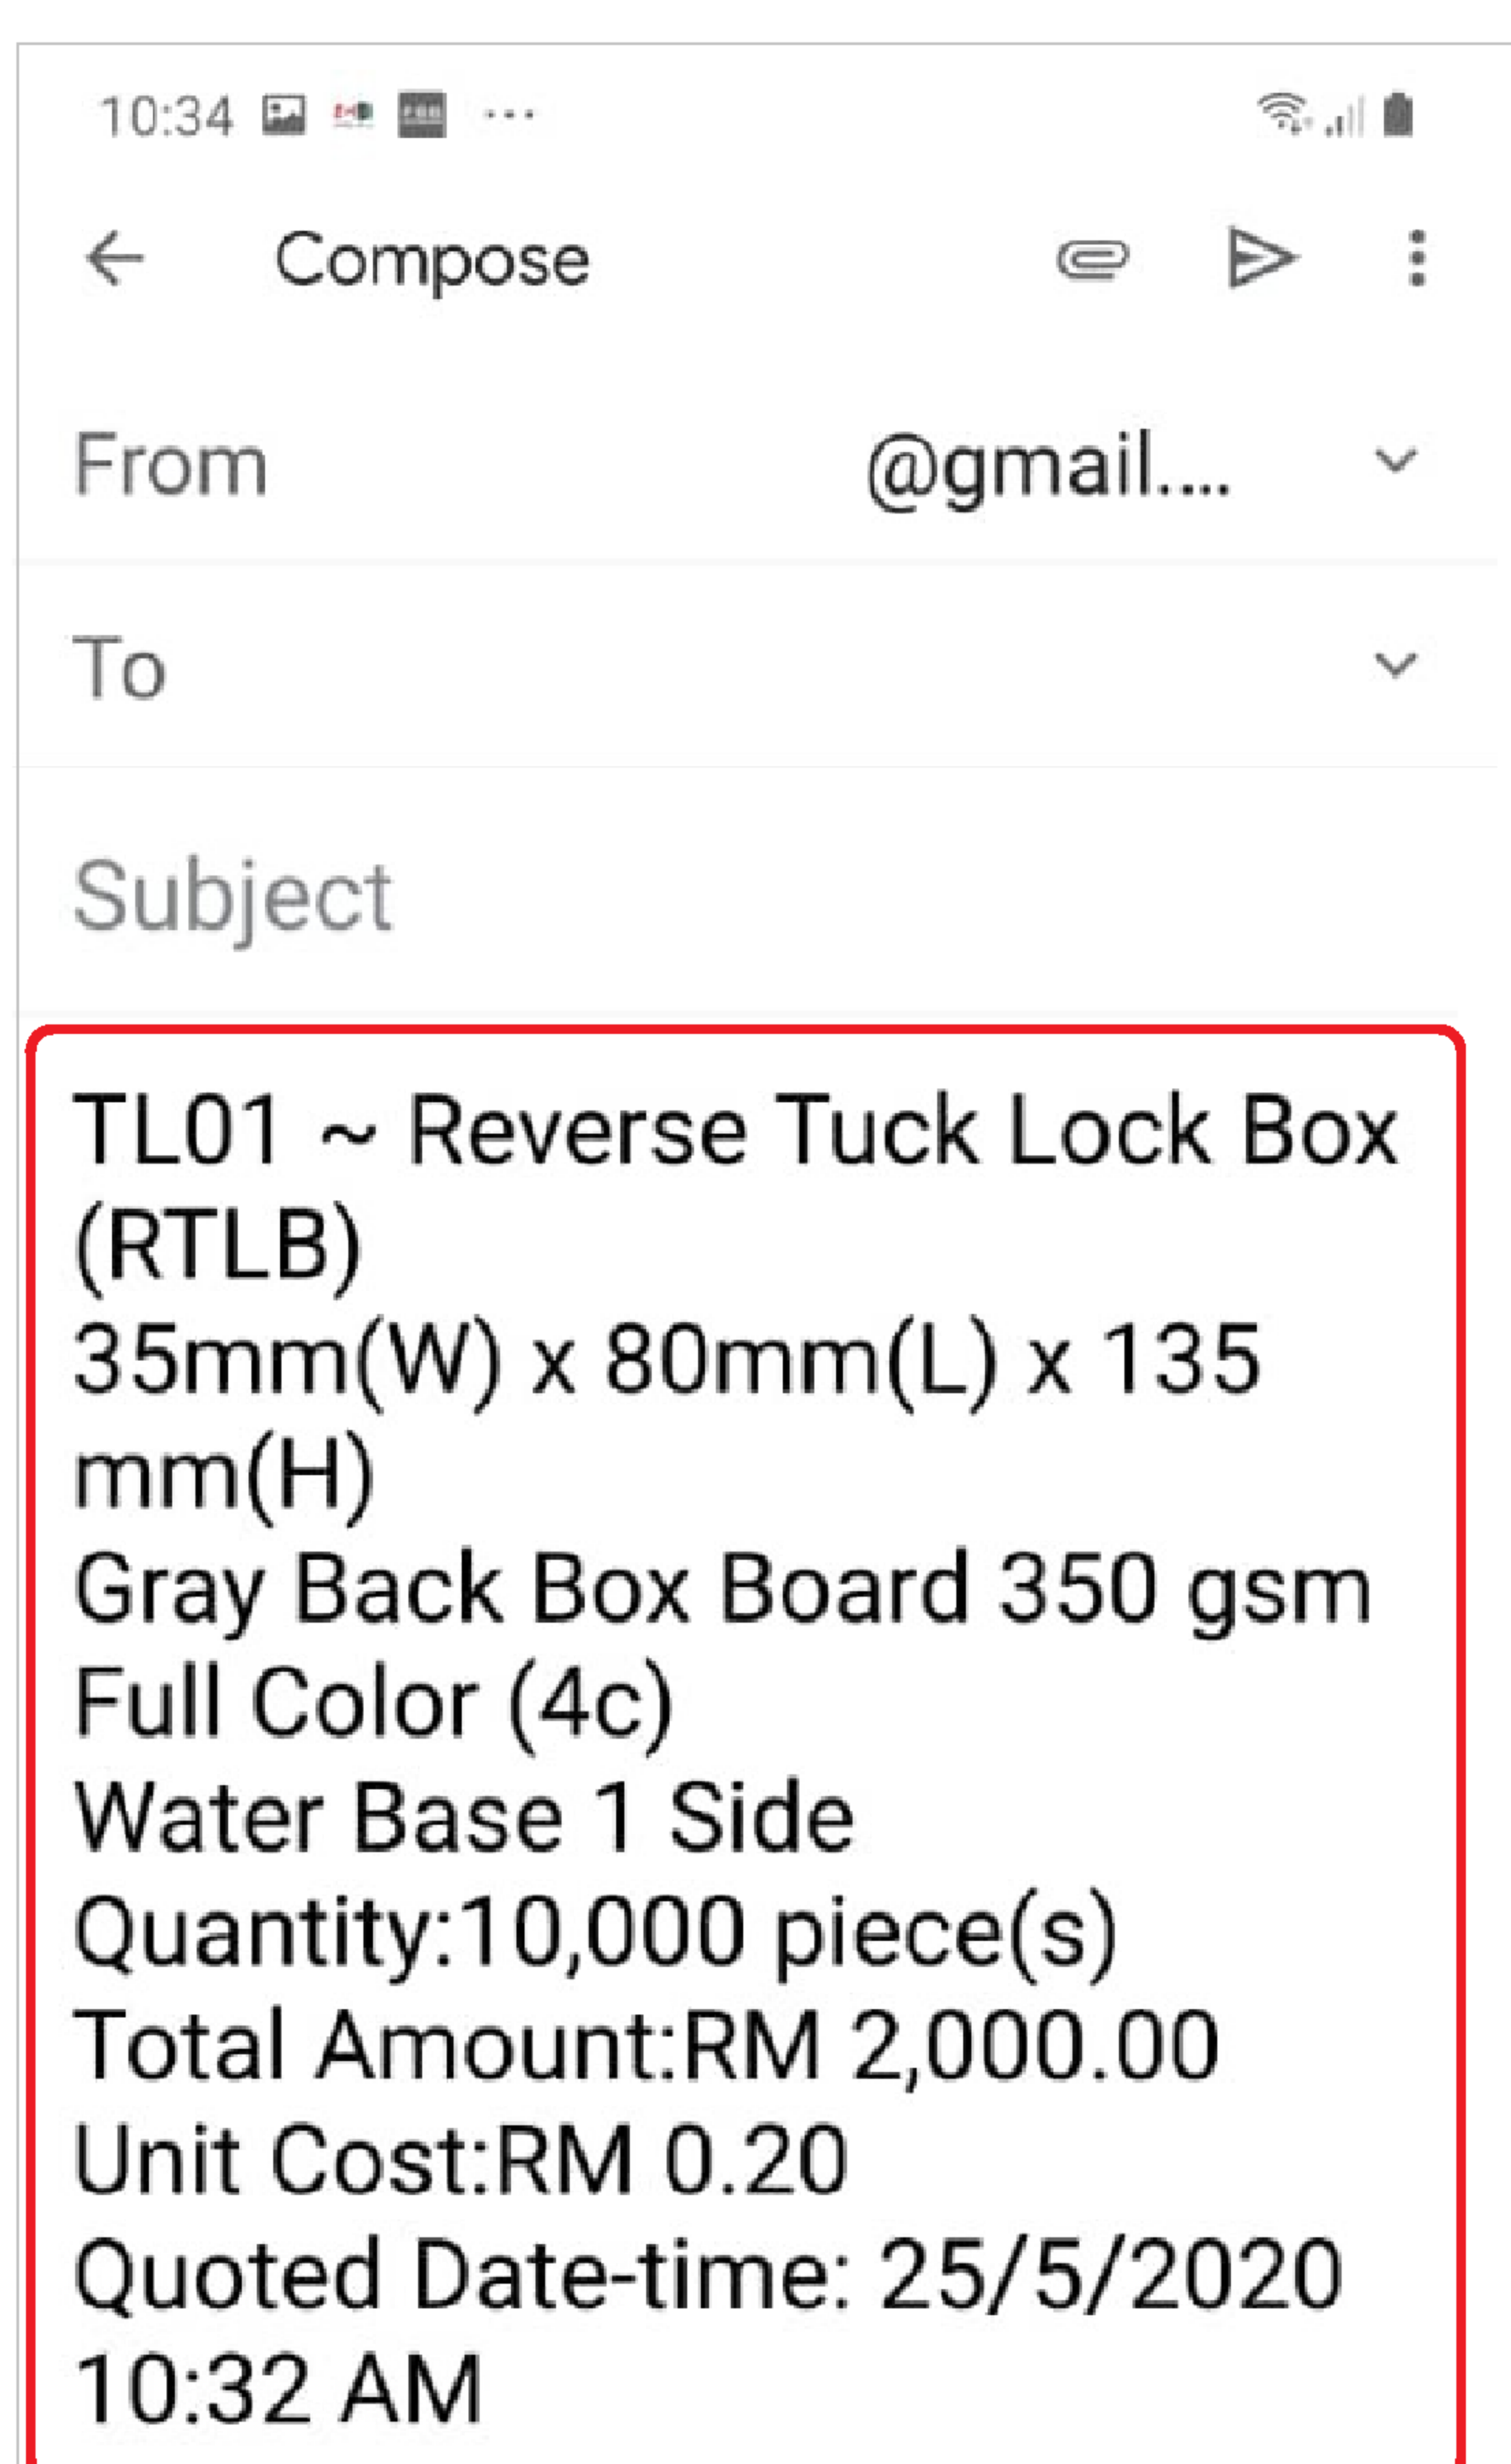 10:34
Compose
From @gmail....
To
Subject
TL01 ~ Reverse Tuck Lock Box
(RTLB)
35mm(W) x 80mm(L) x 135
mm(H)
Gray Back Box Board 350 gsm
Full Color (4c)
Water Base 1 Side
Quantity:10,000 piece(s)
Total Amount:RM 2,000.00
Unit Cost:RM 0.20
Quoted Date-time: 25/5/2020
10:32 AM